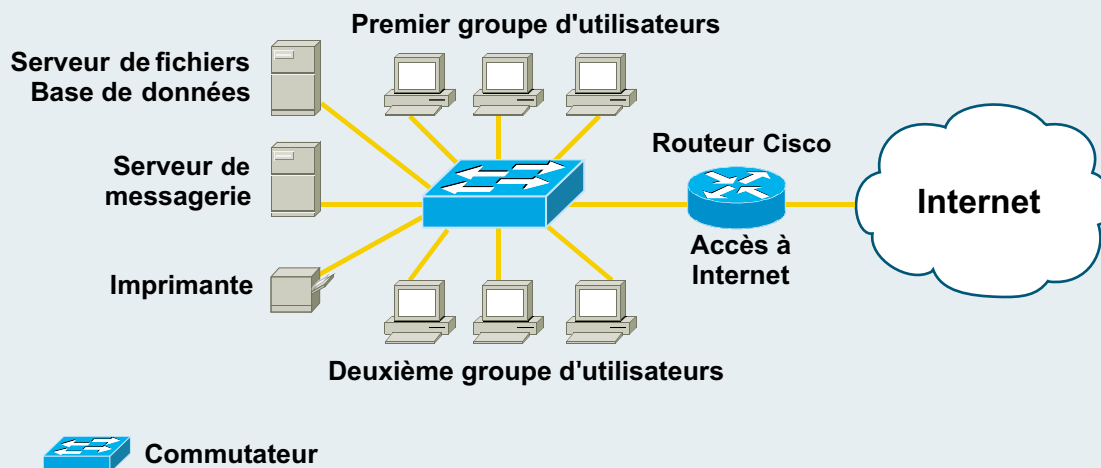 Premier groupe d'utilisateurs
Serveur de fichiers
Base de données
Serveur de
messagerie
Imprimante
Routeur Cisco
Accès à
Internet
Internet
Deuxième groupe d'utilisateurs
Commutateur